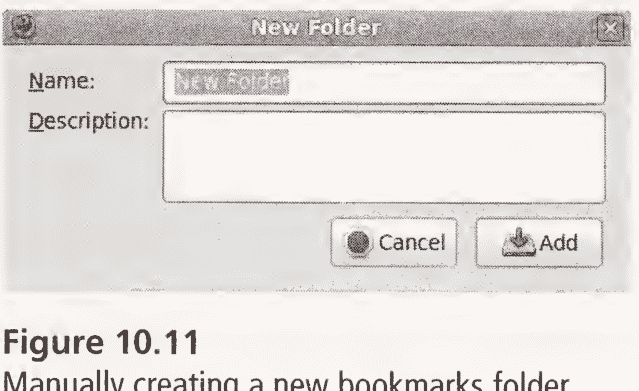 New Folder
Name: New Folder
Description:
Cancel Add
Figure 10.11
Manually creating a new bookmarks folder